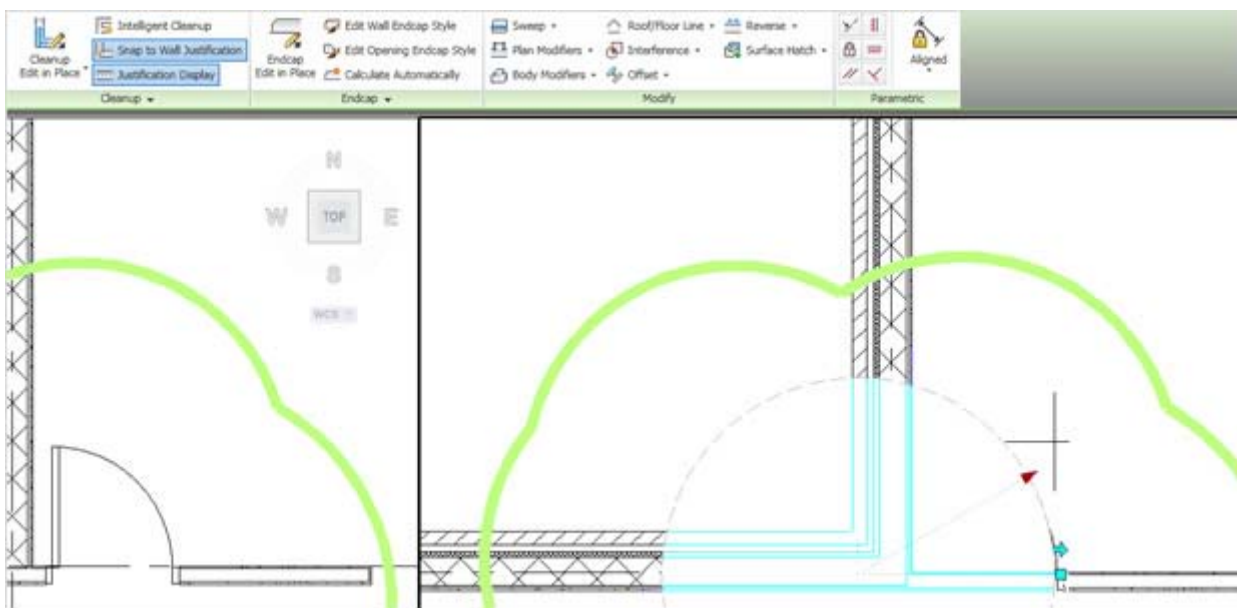 Intelligent Cleanup
Snap to Wall Justification
Justification Display
Cleanup
Edit in Place
Cleanup
Edit Wall Endcap Style
Edit Opening Endcap Style
Calculate Automatically
Endcap
Edit in Place
Endcap
Sweep
Roof/Floor Line
Reverse
Plan Modifiers
Interference
Surface Hatch
Body Modifiers
Offset
Modify
Aligned
Parametric
N
W
TOP
E
S
WCS